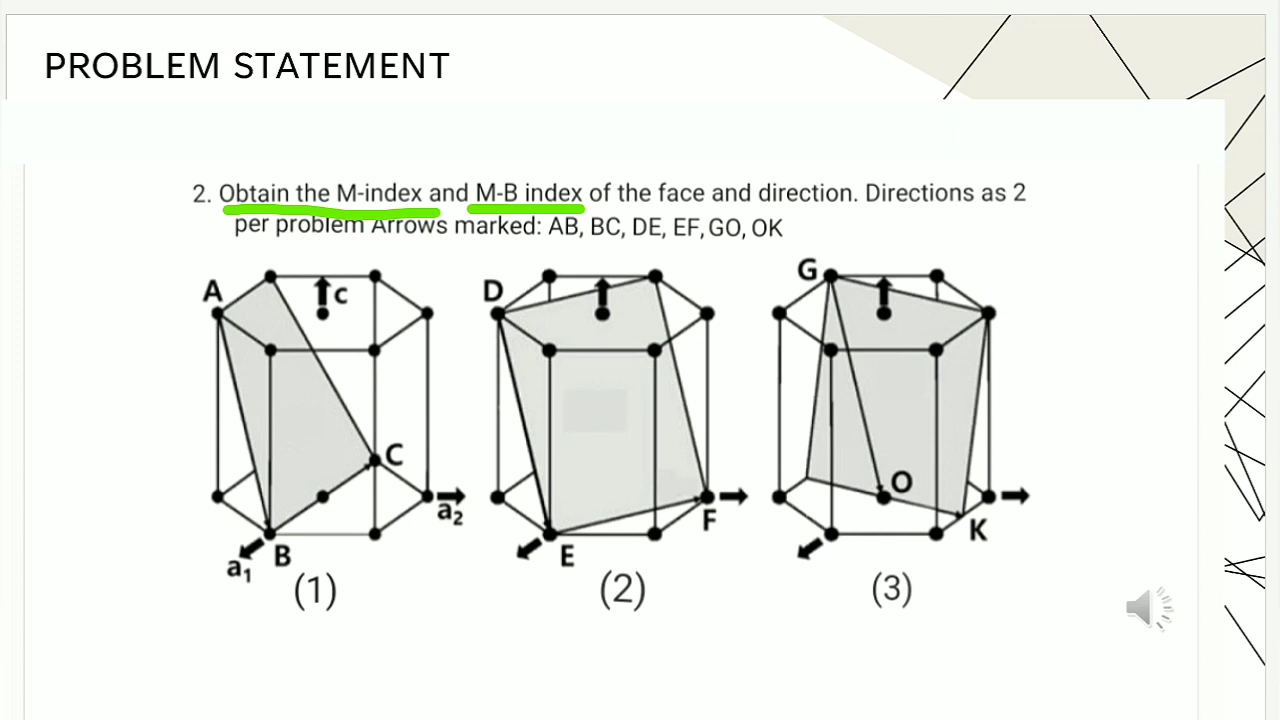 PROBLEM STATEMENT
2. Obtain the M-index and M-B index of the face and direction. Directions as 2
per problem Arrows marked: AB, BC, DE, EF, GO, OK
A
c
C
a2
B
a1
(1)
D
F
E
(2)
G
O
K
(3)